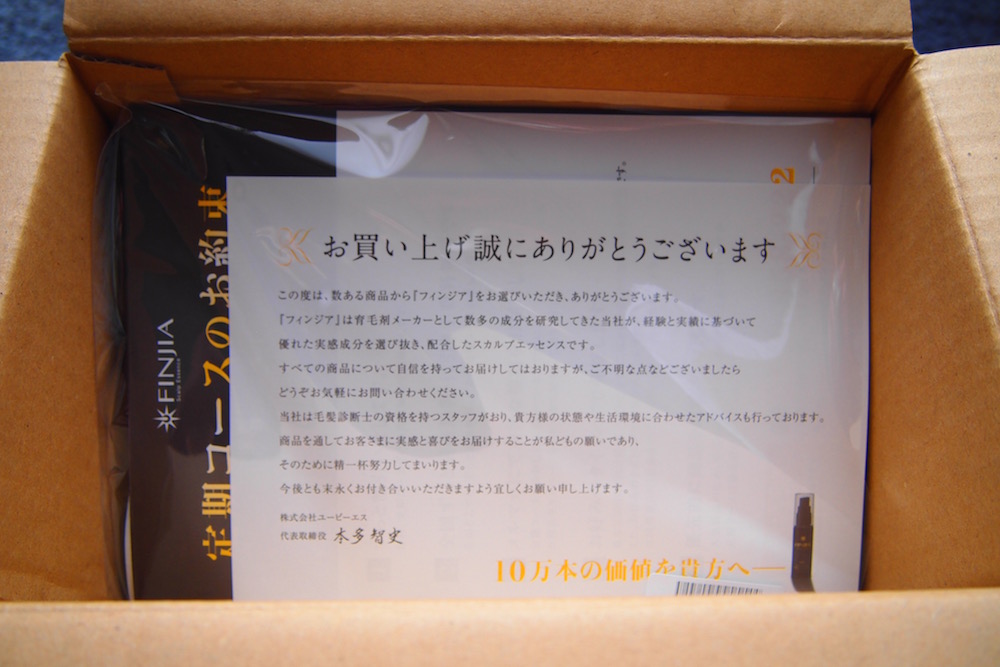 お買い上げ誠にありがとうございます
この度は、数ある商品から『フィンジア』をお選びいただき、ありがとうございます。
『フィンジア』は育毛剤メーカーとして数多の成分を研究してきた当社が、経験と実績に基づいて
優れた実感成分を選び抜き、配合したスカルプエッセンスです。
すべての商品について自信を持ってお届けしてはおりますが、ご不明な点などございましたら
どうぞお気軽にお問い合わせください。
当社は毛髪診断士の資格を持つスタッフがおり、貴方様の状態や生活環境に合わせたアドバイスも行っております。
商品を通してお客さまに実感と喜びをお届けすることが私どもの願いであり、
そのために精一杯努力してまいります。
今後とも末永くお付き合いいただきますよう宜しくお願い申し上げます。
株式会社ユーピーエス
代表取締役 本多智史
10万本の価値を貴方へ―
定期コースのお約束
FINJIA
Scalp Essence
す。
2